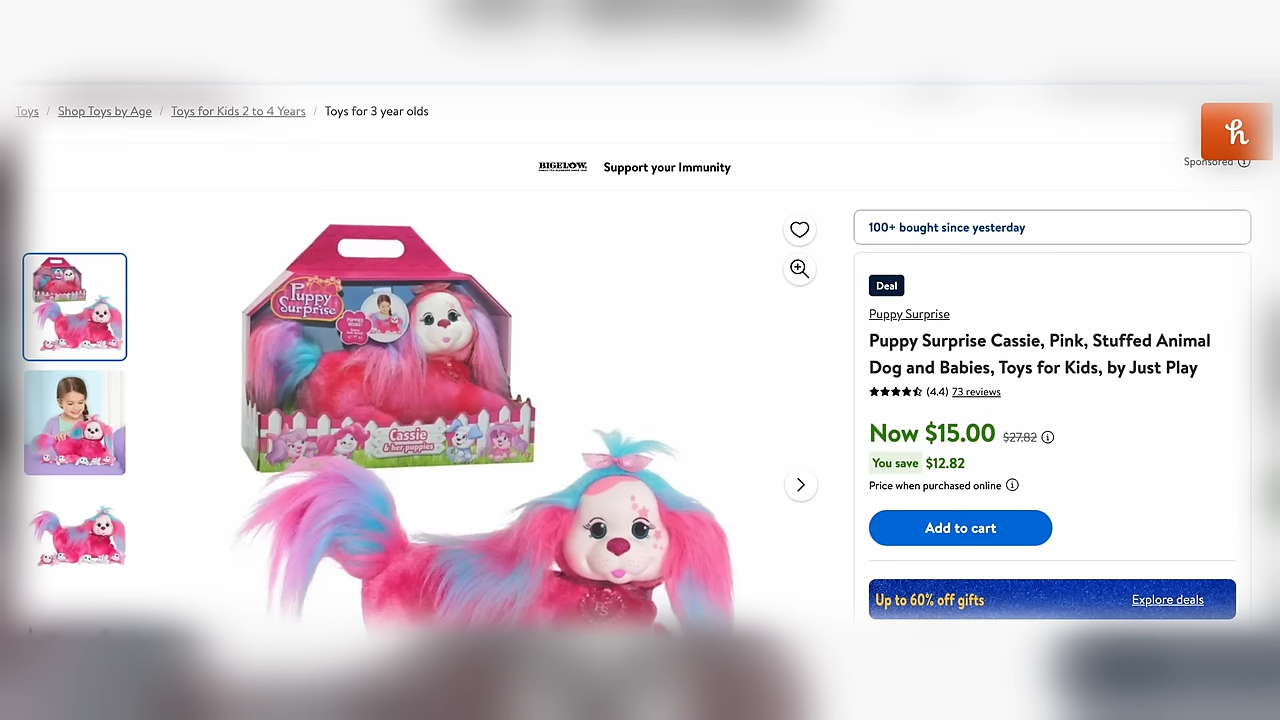 Toys / Shop Toys by Age / Toys for Kids 2 to 4 Years / Toys for 3 year olds
h
BIGELOW Support your Immunity
Sponsored
100+ bought since yesterday
Deal
Puppy Surprise
Puppy Surprise Cassie, Pink, Stuffed Animal
Dog and Babies, Toys for Kids, by Just Play
(4.4) 73 reviews
Now $15.00 $27.82
You save $12.82
Price when purchased online
Add to cart
Up to 60% off gifts Explore deals
Puppy
Surprise
PUPPIES
INSIDE!
Cassie
& her puppies
PS